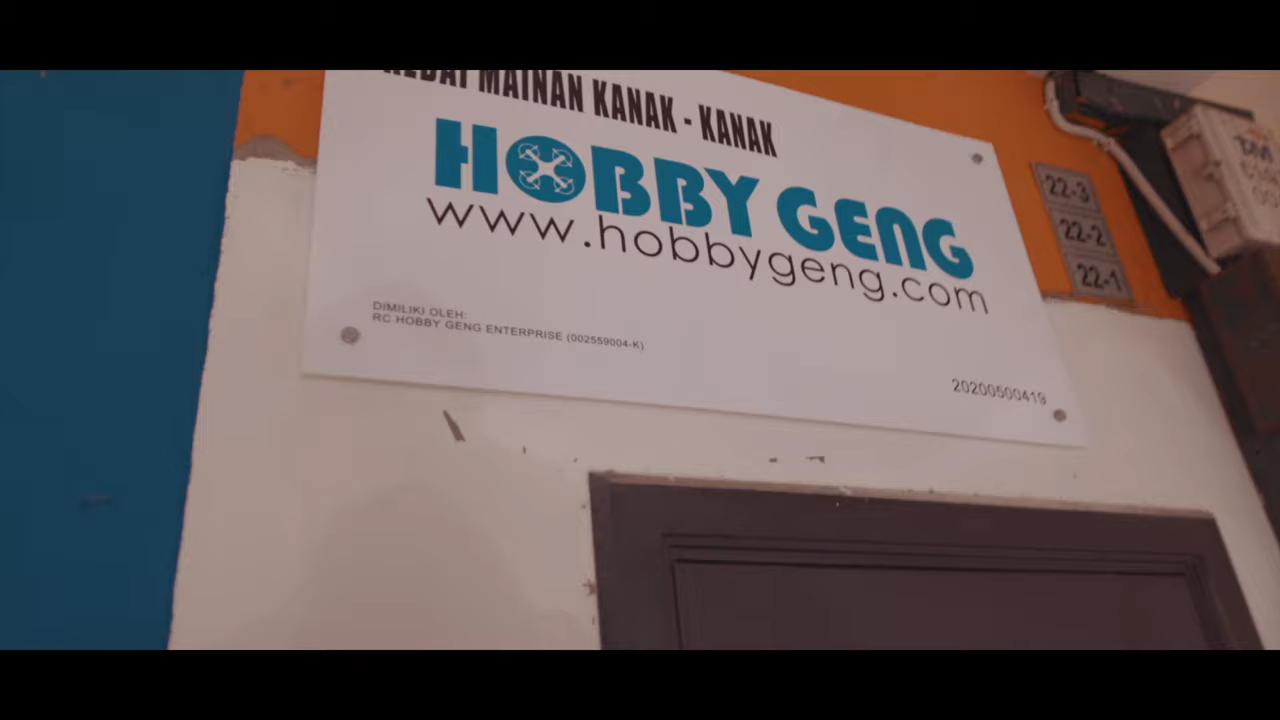 KEDAI MAINAN KANAK - KANAK
HOBBY GENG
www.hobbygeng.com
DIMILIKI OLEH:
RC HOBBY GENG ENTERPRISE (002559004-K)
20200500419
22-3
22-2
22-1